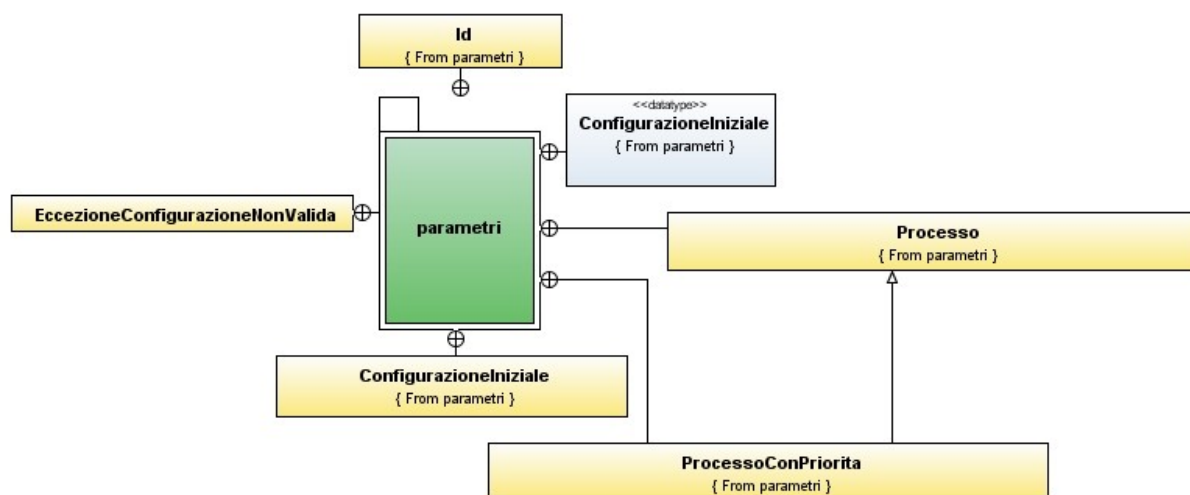 Id
{ From parametri }
<<datatype>>
ConfigurazioneIniziale
{ From parametri }
EccezioneConfigurazioneNonValida
parametri
Processo
{ From parametri }
ConfigurazioneIniziale
{ From parametri }
ProcessoConPriorita
{ From parametri }